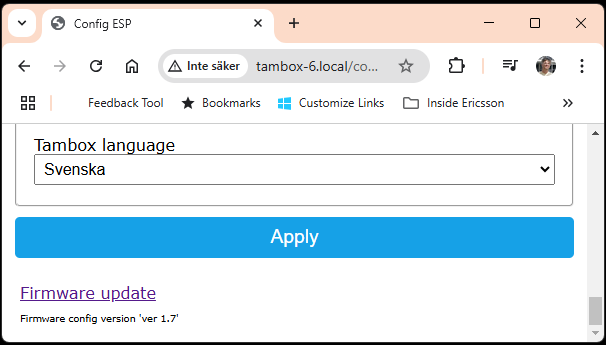 Config ESP
Inte säker
tambox-6.local/co...
Feedback Tool
Bookmarks
Customize Links
Inside Ericsson
Tambox language
Svenska
Apply
Firmware update
Firmware config version 'ver 1.7'